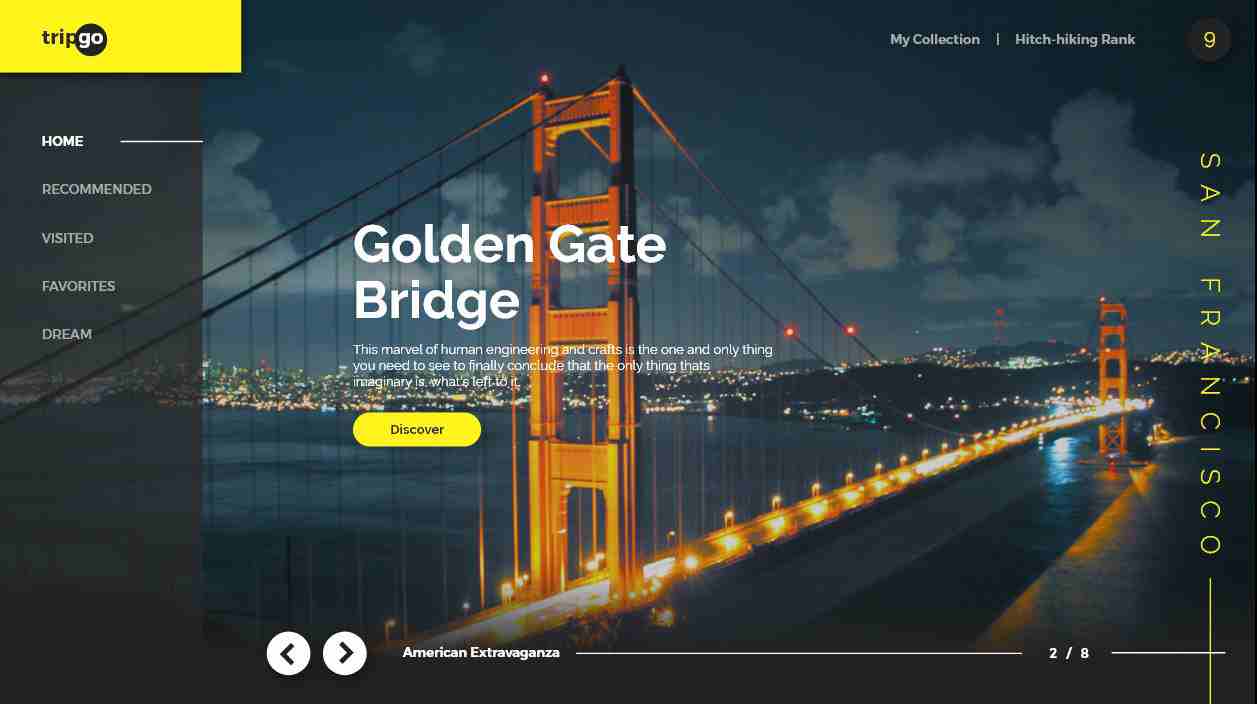 tripgo
My Collection | Hitch-hiking Rank
9
HOME
RECOMMENDED
VISITED
FAVORITES
DREAM
Golden Gate
Bridge
This marvel of human engineering and crafts is the one and only thing
you need to see to finally conclude that the only thing thats
imaginary is, what's left to it.
Discover
SAN FRANCISCO
American Extravaganza
2 / 8